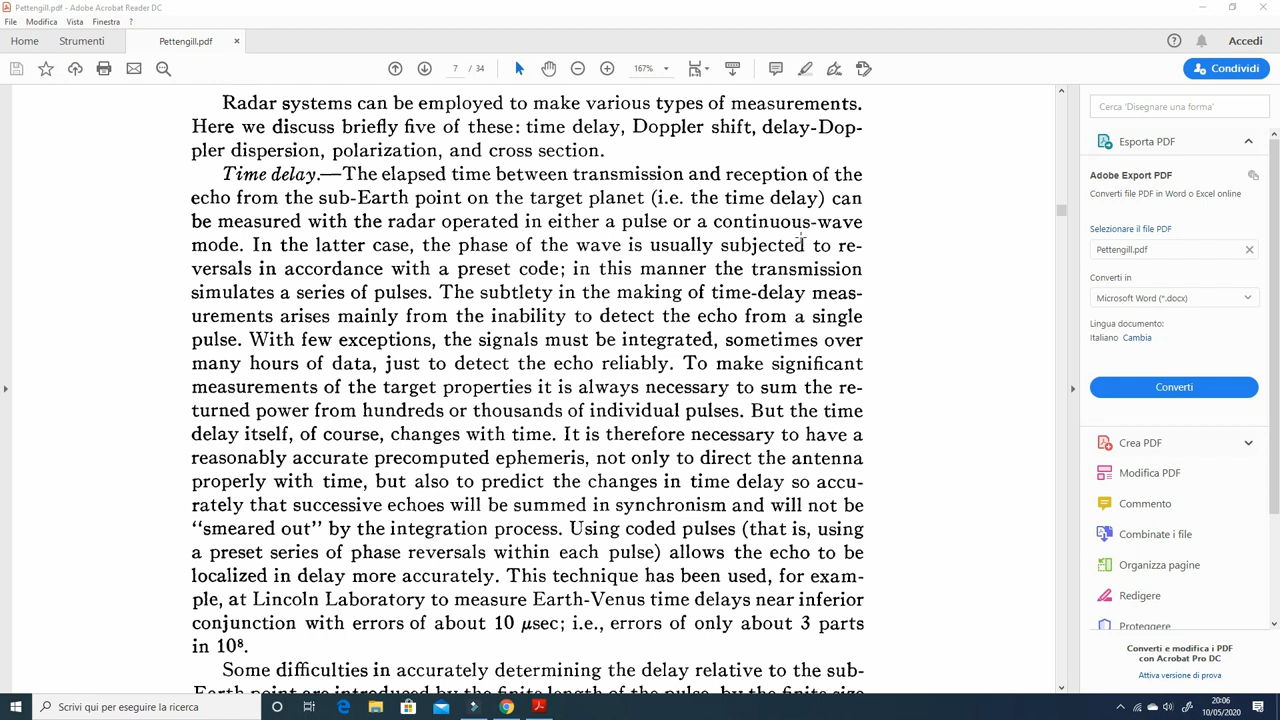 Pettengill.pdf - Adobe Acrobat Reader DC
File Modifica Vista Finestra ?
Home Strumenti Pettengill.pdf × Accedi
7 / 34 167% Condividi
Radar systems can be employed to make various types of measurements.
Here we discuss briefly five of these: time delay, Doppler shift, delay-Dop-
pler dispersion, polarization, and cross section.
Time delay.—The elapsed time between transmission and reception of the
echo from the sub-Earth point on the target planet (i.e. the time delay) can
be measured with the radar operated in either a pulse or a continuous-wave
mode. In the latter case, the phase of the wave is usually subjected to re-
versals in accordance with a preset code; in this manner the transmission
simulates a series of pulses. The subtlety in the making of time-delay meas-
urements arises mainly from the inability to detect the echo from a single
pulse. With few exceptions, the signals must be integrated, sometimes over
many hours of data, just to detect the echo reliably. To make significant
measurements of the target properties it is always necessary to sum the re-
turned power from hundreds or thousands of individual pulses. But the time
delay itself, of course, changes with time. It is therefore necessary to have a
reasonably accurate precomputed ephemeris, not only to direct the antenna
properly with time, but also to predict the changes in time delay so accu-
rately that successive echoes will be summed in synchronism and will not be
"smeared out" by the integration process. Using coded pulses (that is, using
a preset series of phase reversals within each pulse) allows the echo to be
localized in delay more accurately. This technique has been used, for exam-
ple, at Lincoln Laboratory to measure Earth-Venus time delays near inferior
conjunction with errors of about 10 μsec; i.e., errors of only about 3 parts
in 10⁸.
Some difficulties in accurately determining the delay relative to the sub-
Earth point are introduced by the finite length of the pulse, by the finite size
Cerca 'Disegnare una forma'
Esporta PDF
Adobe Export PDF
Converti file PDF in Word o Excel online
Selezionare il file PDF
Pettengill.pdf
Converti in
Microsoft Word (*.docx)
Lingua documento:
Italiano Cambia
Converti
Crea PDF
Modifica PDF
Commento
Combinate i file
Organizza pagine
Redigere
Proteggere
Converti e modifica i PDF
con Acrobat Pro DC
Attiva versione di prova
Scrivi qui per eseguire la ricerca
20:06
10/05/2020